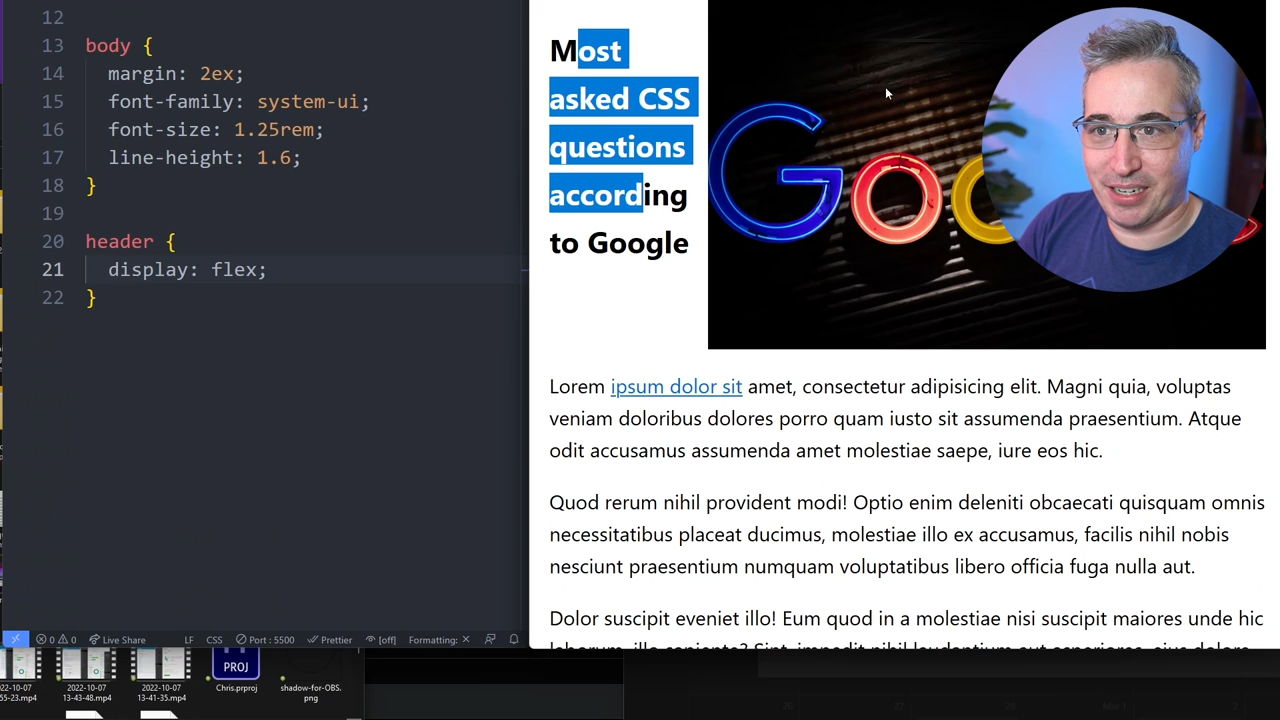 12
13 body {
14 margin: 2ex;
15 font-family: system-ui;
16 font-size: 1.25rem;
17 line-height: 1.6;
18 }
19
20 header {
21 display: flex;
22 }
Most
asked CSS
questions
according
to Google
Goo
Lorem ipsum dolor sit amet, consectetur adipisicing elit. Magni quia, voluptas
veniam doloribus dolores porro quam iusto sit assumenda praesentium. Atque
odit accusamus assumenda amet molestiae saepe, iure eos hic.
Quod rerum nihil provident modi! Optio enim deleniti obcaecati quisquam omnis
necessitatibus placeat ducimus, molestiae illo ex accusamus, facilis nihil nobis
nesciunt praesentium numquam voluptatibus libero officia fuga nulla aut.
Dolor suscipit eveniet illo! Eum quod in a molestiae nisi suscipit maiores unde hic
0 0 Live Share LF CSS Port : 5500 Prettier [off] Formatting:
PROJ
2022-10-07 2022-10-07 Chris.prproj shadow-for-OBS.
55-23.mp4 13-43-48.mp4 13-41-35.mp4 png